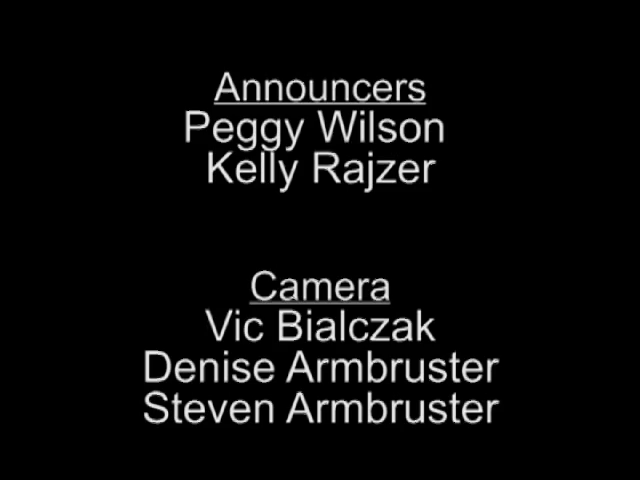 Announcers
Peggy Wilson
Kelly Rajzer
Camera
Vic Bialczak
Denise Armbruster
Steven Armbruster